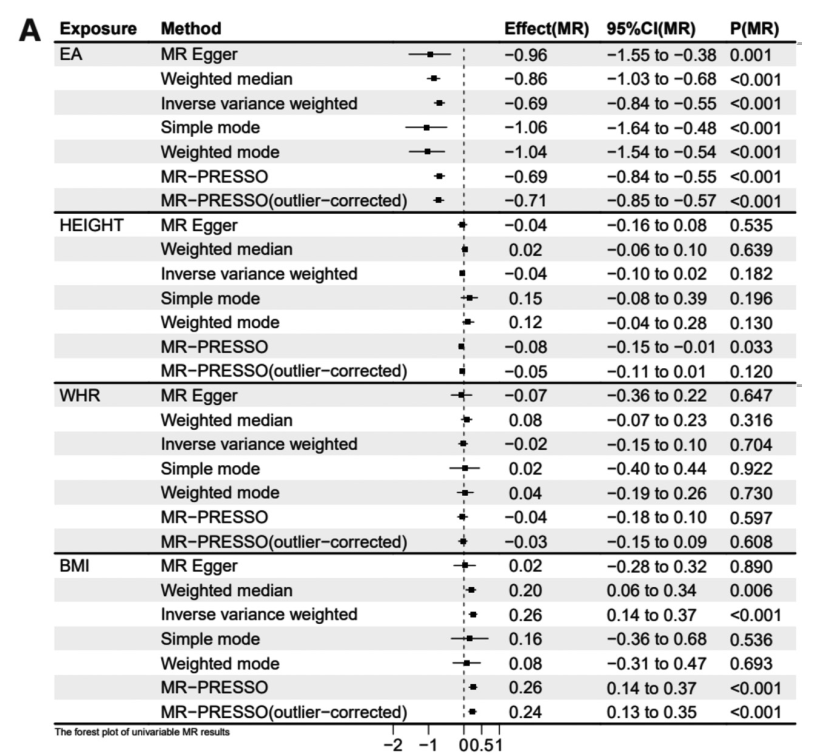 A
Exposure Method Effect(MR) 95%CI(MR) P(MR)
EA MR Egger −0.96 −1.55 to −0.38 0.001
Weighted median −0.86 −1.03 to −0.68 <0.001
Inverse variance weighted −0.69 −0.84 to −0.55 <0.001
Simple mode −1.06 −1.64 to −0.48 <0.001
Weighted mode −1.04 −1.54 to −0.54 <0.001
MR−PRESSO −0.69 −0.84 to −0.55 <0.001
MR−PRESSO(outlier−corrected) −0.71 −0.85 to −0.57 <0.001
HEIGHT MR Egger −0.04 −0.16 to 0.08 0.535
Weighted median 0.02 −0.06 to 0.10 0.639
Inverse variance weighted −0.04 −0.10 to 0.02 0.182
Simple mode 0.15 −0.08 to 0.39 0.196
Weighted mode 0.12 −0.04 to 0.28 0.130
MR−PRESSO −0.08 −0.15 to −0.01 0.033
MR−PRESSO(outlier−corrected) −0.05 −0.11 to 0.01 0.120
WHR MR Egger −0.07 −0.36 to 0.22 0.647
Weighted median 0.08 −0.07 to 0.23 0.316
Inverse variance weighted −0.02 −0.15 to 0.10 0.704
Simple mode 0.02 −0.40 to 0.44 0.922
Weighted mode 0.04 −0.19 to 0.26 0.730
MR−PRESSO −0.04 −0.18 to 0.10 0.597
MR−PRESSO(outlier−corrected) −0.03 −0.15 to 0.09 0.608
BMI MR Egger 0.02 −0.28 to 0.32 0.890
Weighted median 0.20 0.06 to 0.34 0.006
Inverse variance weighted 0.26 0.14 to 0.37 <0.001
Simple mode 0.16 −0.36 to 0.68 0.536
Weighted mode 0.08 −0.31 to 0.47 0.693
MR−PRESSO 0.26 0.14 to 0.37 <0.001
MR−PRESSO(outlier−corrected) 0.24 0.13 to 0.35 <0.001
The forest plot of univariable MR results
−2 −1 0 0.5 1